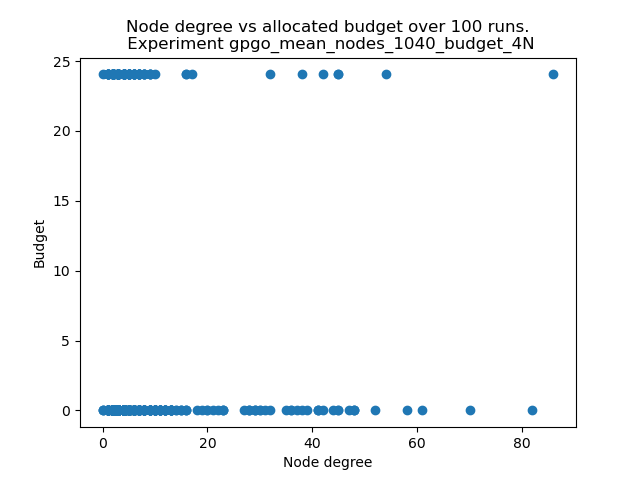 Node degree vs allocated budget over 100 runs.
Experiment gpgo_mean_nodes_1040_budget_4N
25
20
15
10
5
0
Budget
0 20 40 60 80
Node degree